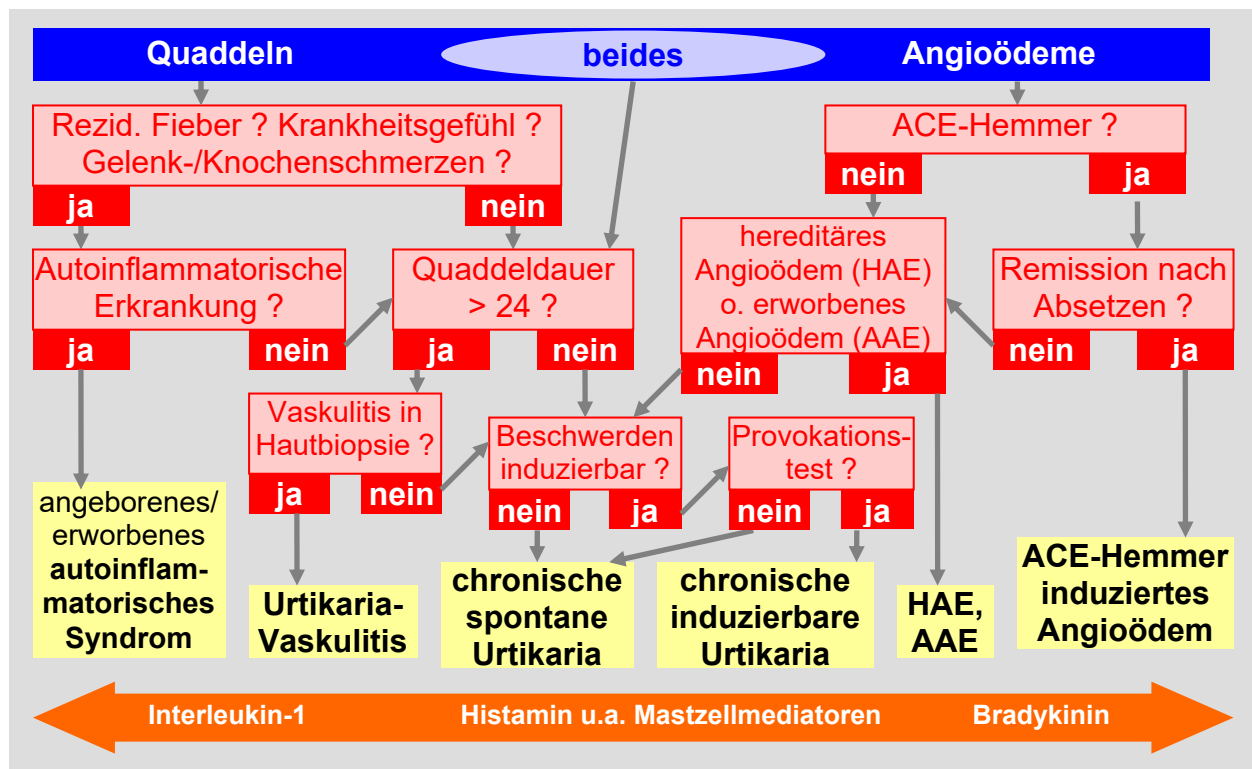 Quaddeln
beides
Angioödeme
Rezid. Fieber ? Krankheitsgefühl ?
Gelenk-/Knochenschmerzen ?
ja
nein
ACE-Hemmer ?
nein
ja
Autoinflammatorische
Erkrankung ?
ja
nein
Quaddeldauer
> 24 ?
ja
nein
hereditäres
Angioödem (HAE)
o. erworbenes
Angioödem (AAE)
nein
ja
Remission nach
Absetzen ?
nein
ja
Vaskulitis in
Hautbiopsie ?
ja
nein
Beschwerden
induzierbar ?
nein
ja
Provokations-
test ?
nein
ja
angeborenes/
erworbenes
autoinflam-
matorisches
Syndrom
Urtikaria-
Vaskulitis
chronische
spontane
Urtikaria
chronische
induzierbare
Urtikaria
HAE,
AAE
ACE-Hemmer
induziertes
Angioödem
Interleukin-1
Histamin u.a. Mastzellmediatoren
Bradykinin